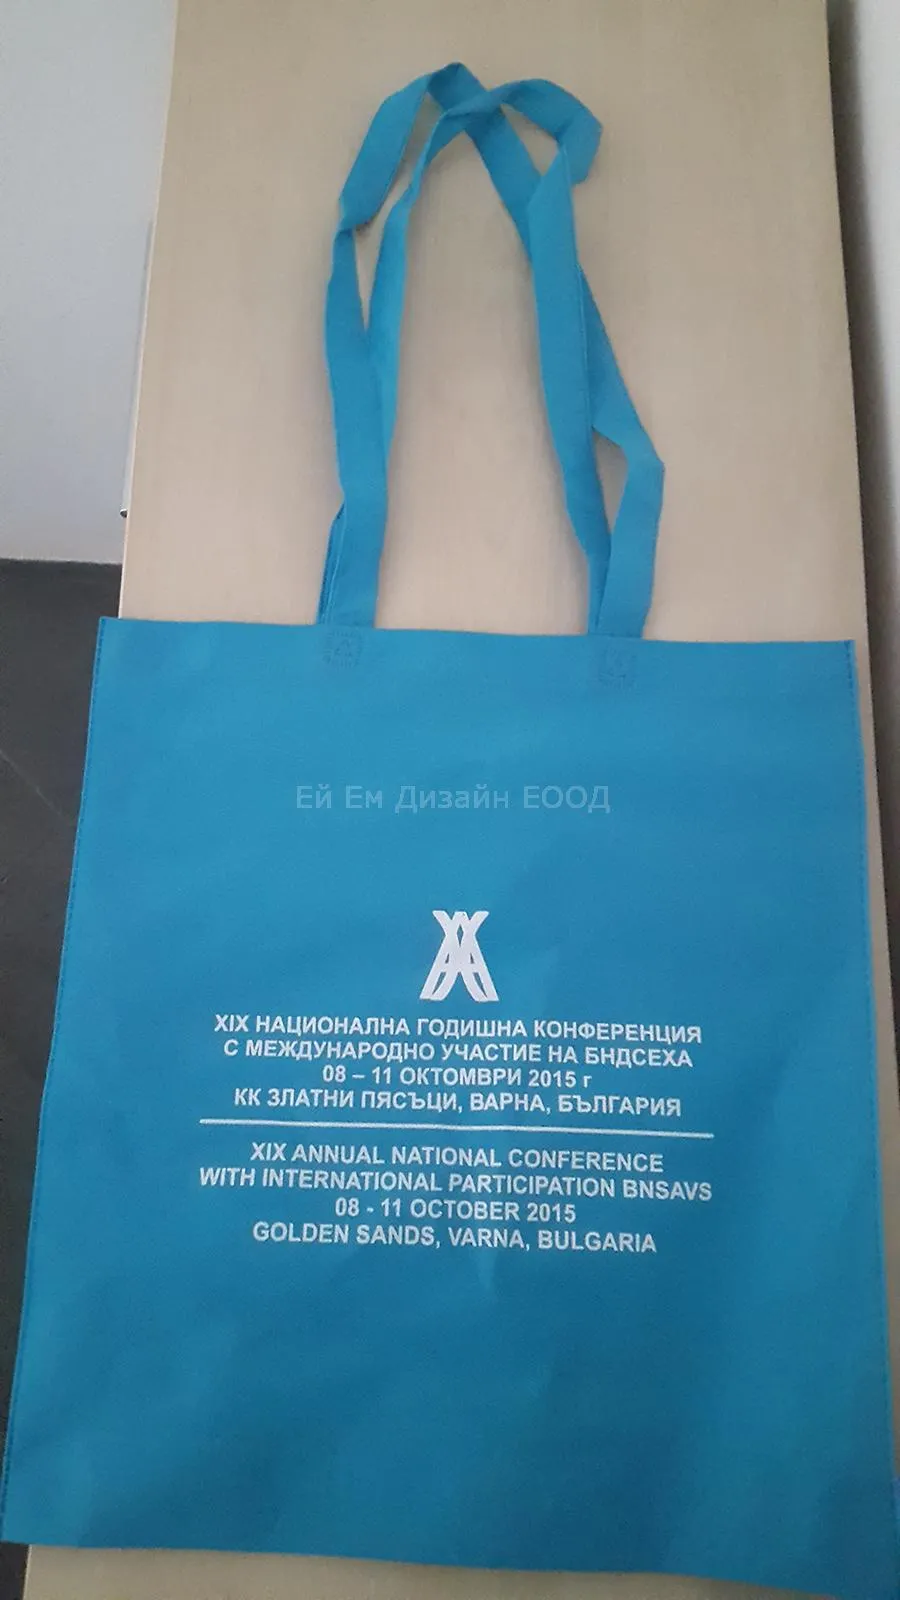 Ей Ем Дизайн ЕООД
XIX НАЦИОНАЛНА ГОДИШНА КОНФЕРЕНЦИЯ
С МЕЖДУНАРОДНО УЧАСТИЕ НА БНДСЕХА
08 – 11 ОКТОМВРИ 2015 г
КК ЗЛАТНИ ПЯСЪЦИ, ВАРНА, БЪЛГАРИЯ
XIX ANNUAL NATIONAL CONFERENCE
WITH INTERNATIONAL PARTICIPATION BNSAVS
08 - 11 OCTOBER 2015
GOLDEN SANDS, VARNA, BULGARIA